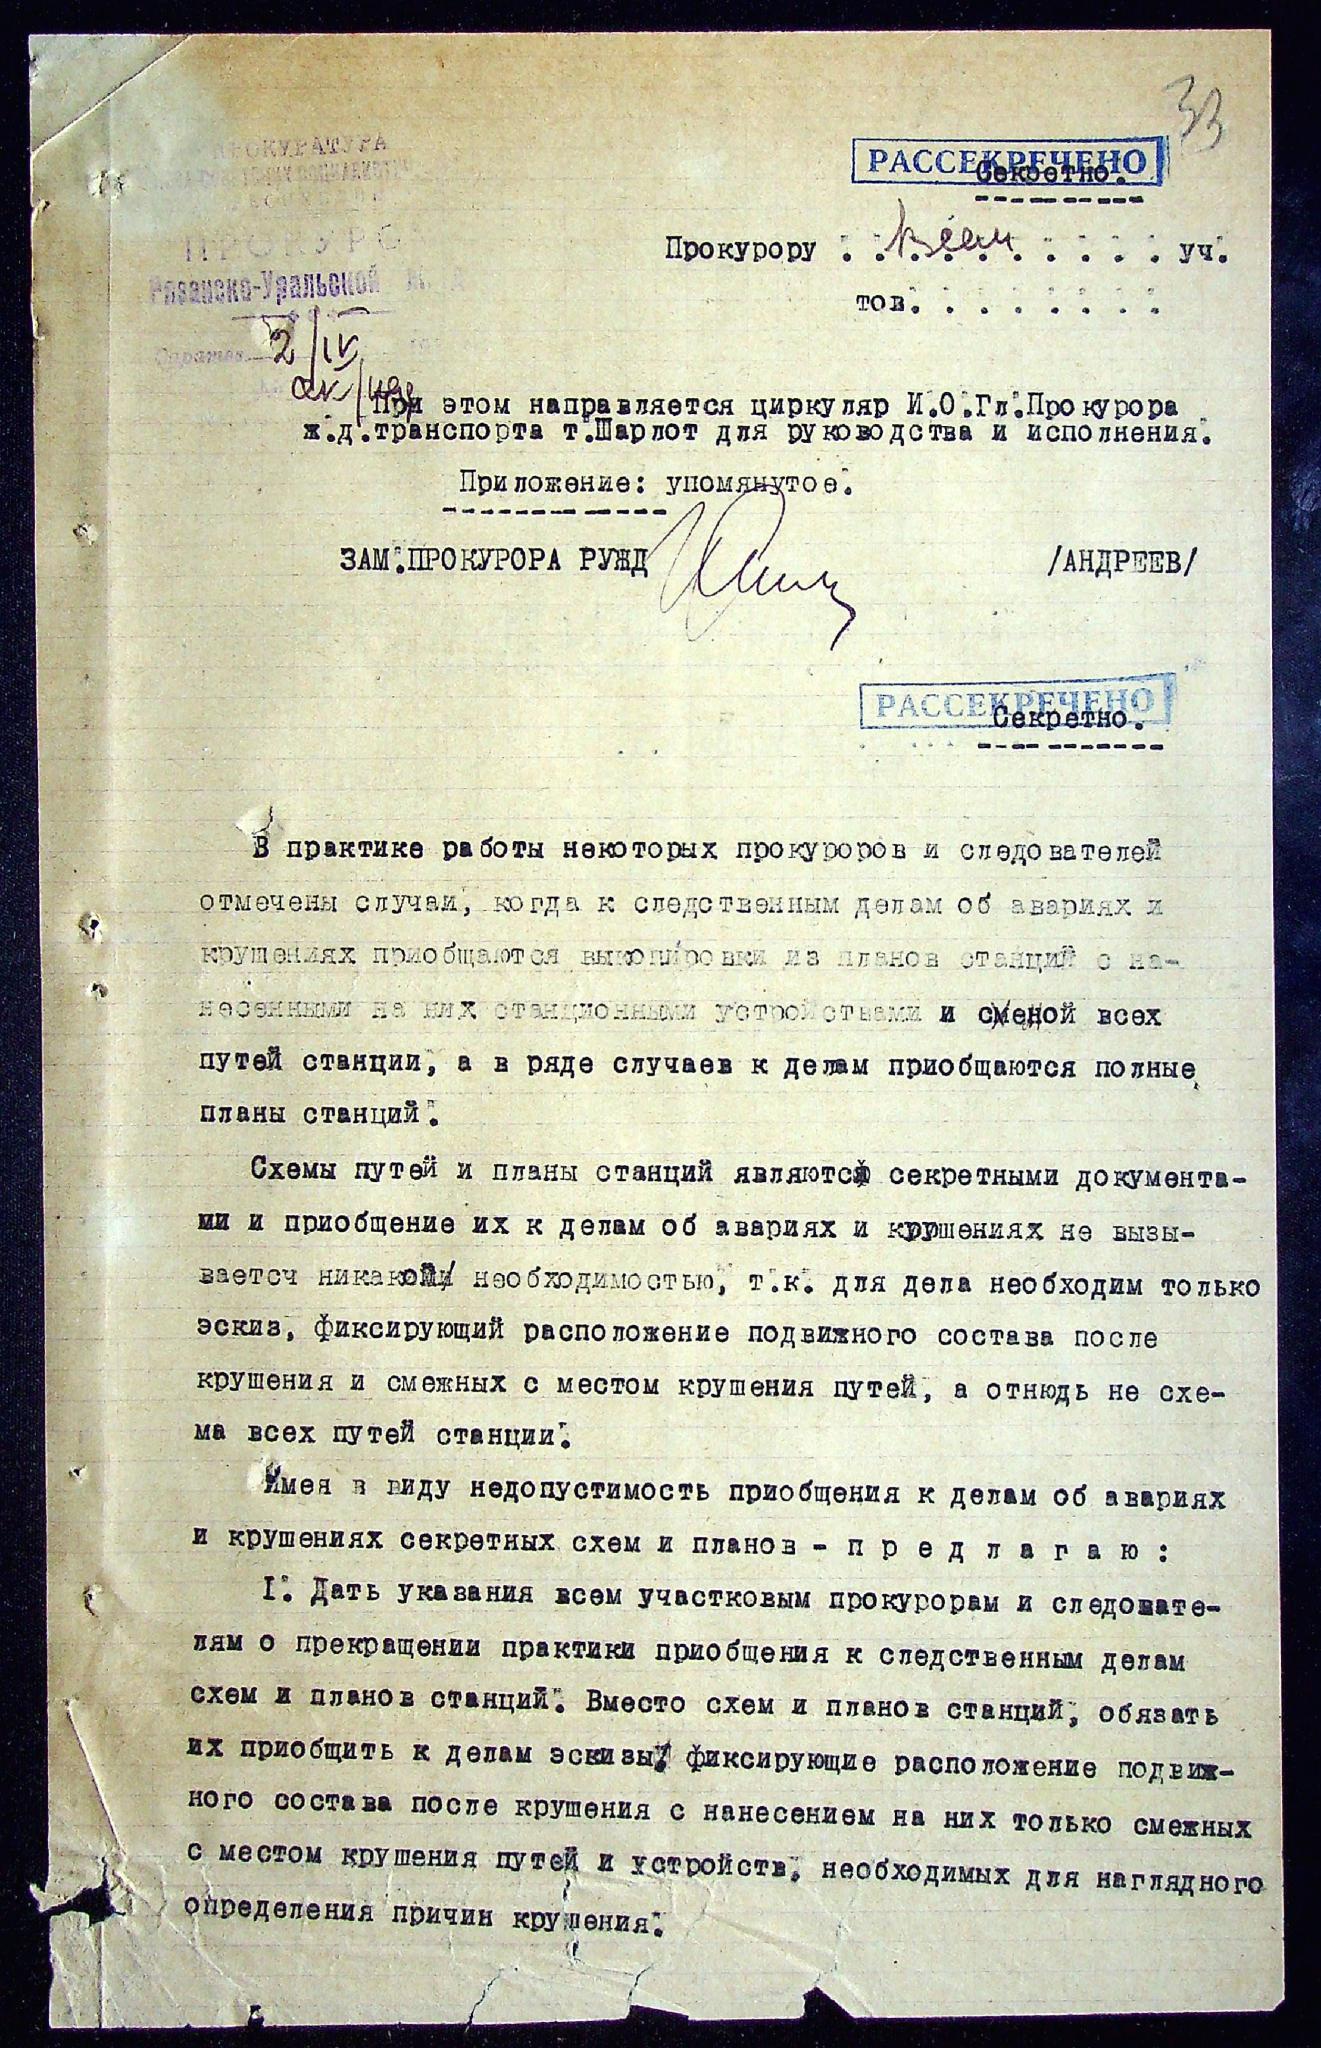 33
ПРОКУРАТУРА
РАССЕКРЕЧЕНО
Секретно.
ПРОКУРОР
Рязанско-Уральской
Прокурору . . Всем . . . . . уч.
тов. . . . . . . . .
Саратов 2/IV
При этом направляется циркуляр И.О.Гл.Прокурора
ж.д.транспорта т.Шарлот для руководства и исполнения.
Приложение: упомянутое.
ЗАМ.ПРОКУРОРА РУЖД /АНДРЕЕВ/
РАССЕКРЕЧЕНО
Секретно.
В практике работы некоторых прокуроров и следователей
отмечены случаи, когда к следственным делам об авариях и
крушениях приобщаются выкопировки из планов станций с на-
несенными на них станционными устройствами и схемой всех
путей станции, а в ряде случаев к делам приобщаются полные
планы станций.
Схемы путей и планы станций являются секретными документа-
ми и приобщение их к делам об авариях и крушениях не вызы-
ваетсч никакой необходимостью, т.к. для дела необходим только
эскиз, фиксирующий расположение подвижного состава после
крушения и смежных с местом крушения путей, а отнюдь не схе-
ма всех путей станции.
Имея в виду недопустимость приобщения к делам об авариях
и крушениях секретных схем и планов - п р е д л а г а ю :
I. Дать указания всем участковым прокурорам и следовате-
лям о прекращении практики приобщения к следственным делам
схем и планов станций. Вместо схем и планов станций, обязать
их приобщить к делам эскизы, фиксирующие расположение подвиж-
ного состава после крушения с нанесением на них только смежных
с местом крушения путей и устройств, необходимых для наглядного
определения причин крушения.